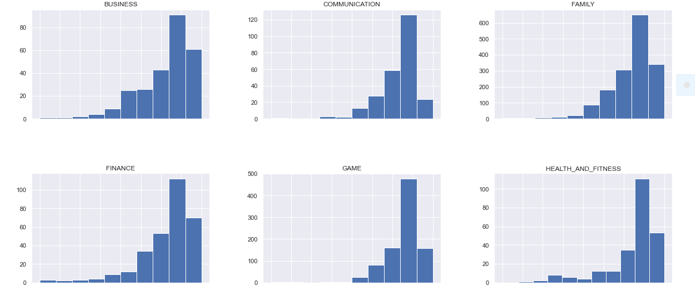 BUSINESS COMMUNICATION FAMILY
80 120 600
60 100 500
40 80 400
20 60 300
0 40 200
20 100
0 0
FINANCE GAME HEALTH_AND_FITNESS
100 500 100
80 400 80
60 300 60
40 200 40
20 100 20
0 0 0